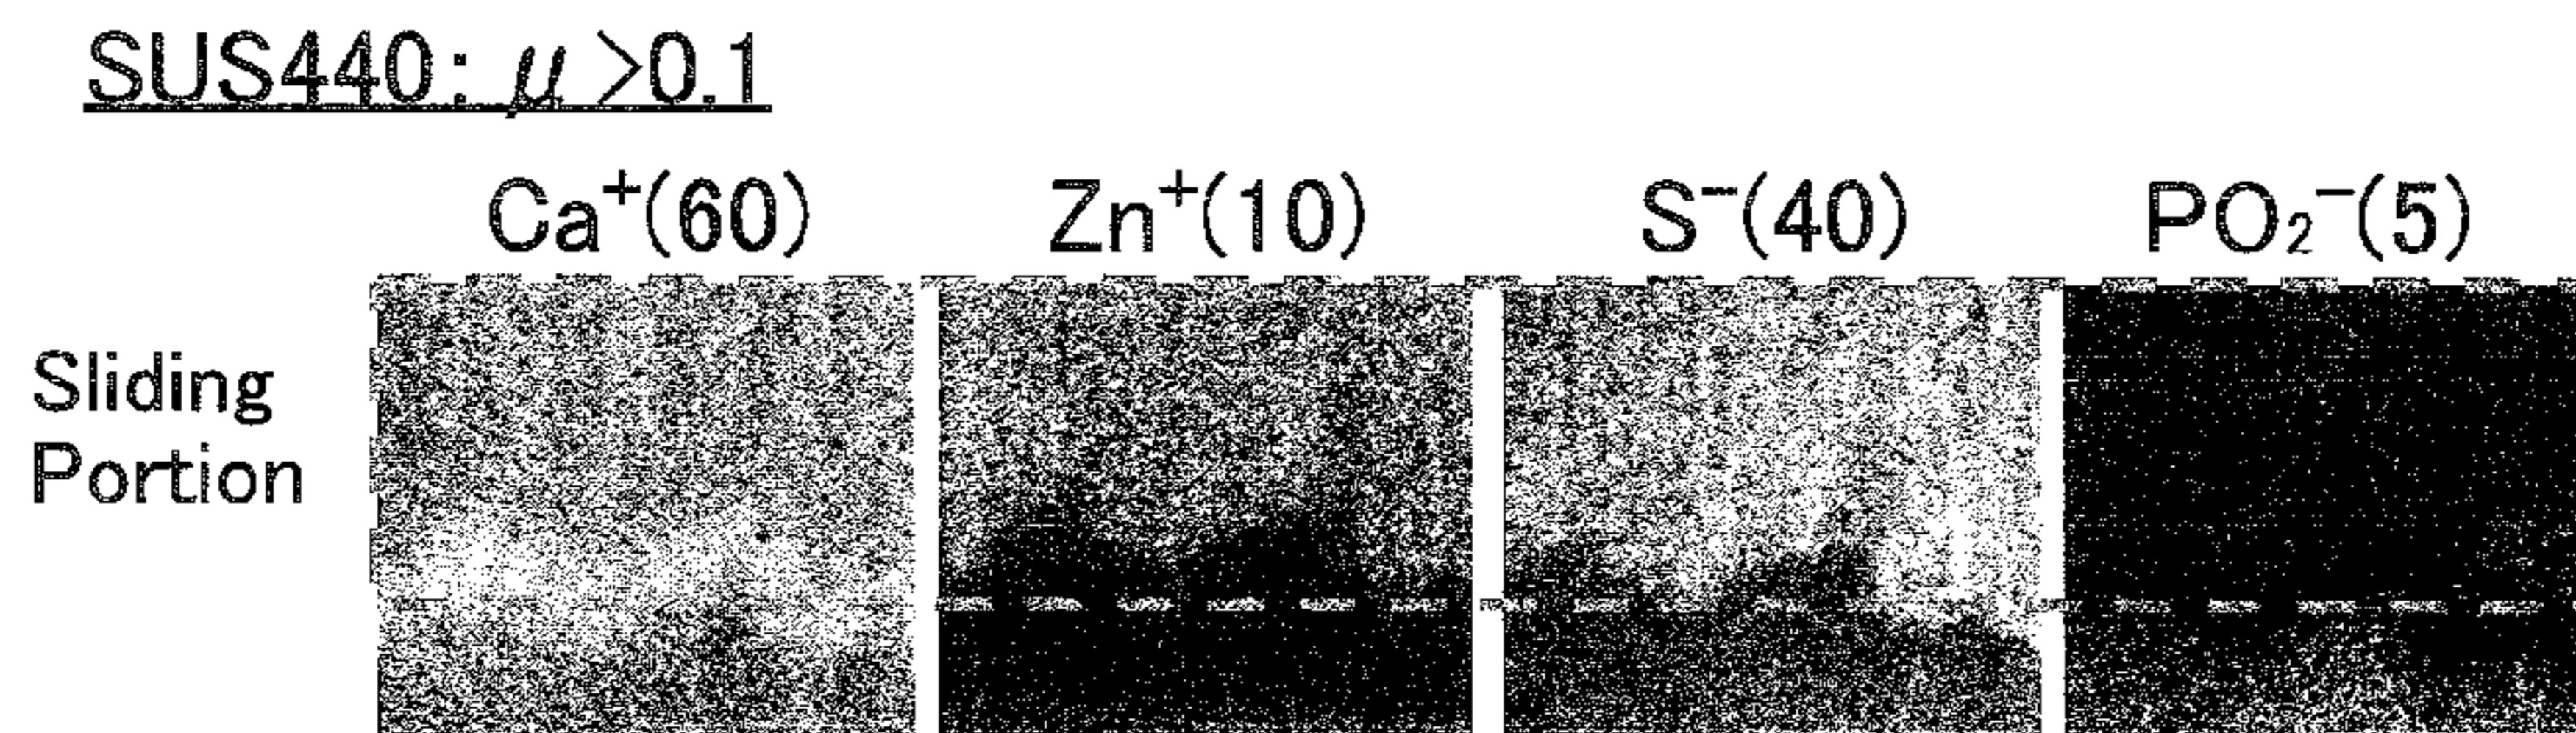 SUS440: μ>0.1
Ca⁺(60) Zn⁺(10) S⁻(40) PO₂⁻(5)
Sliding
Portion